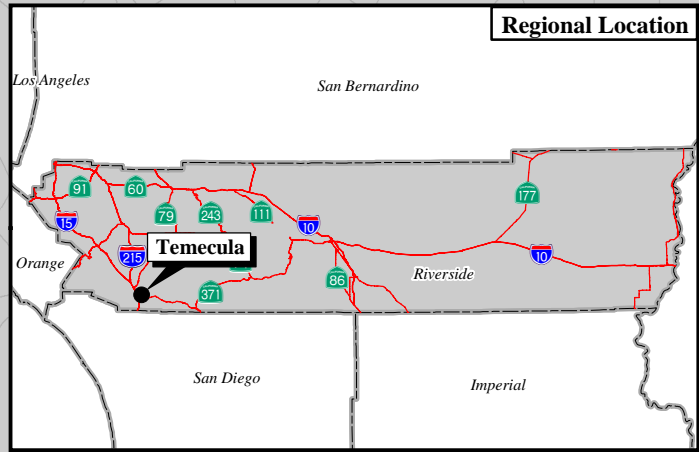 Regional Location
Los Angeles
San Bernardino
91
60
79
243
111
177
15
10
215
Temecula
10
Orange
Riverside
371
86
San Diego
Imperial